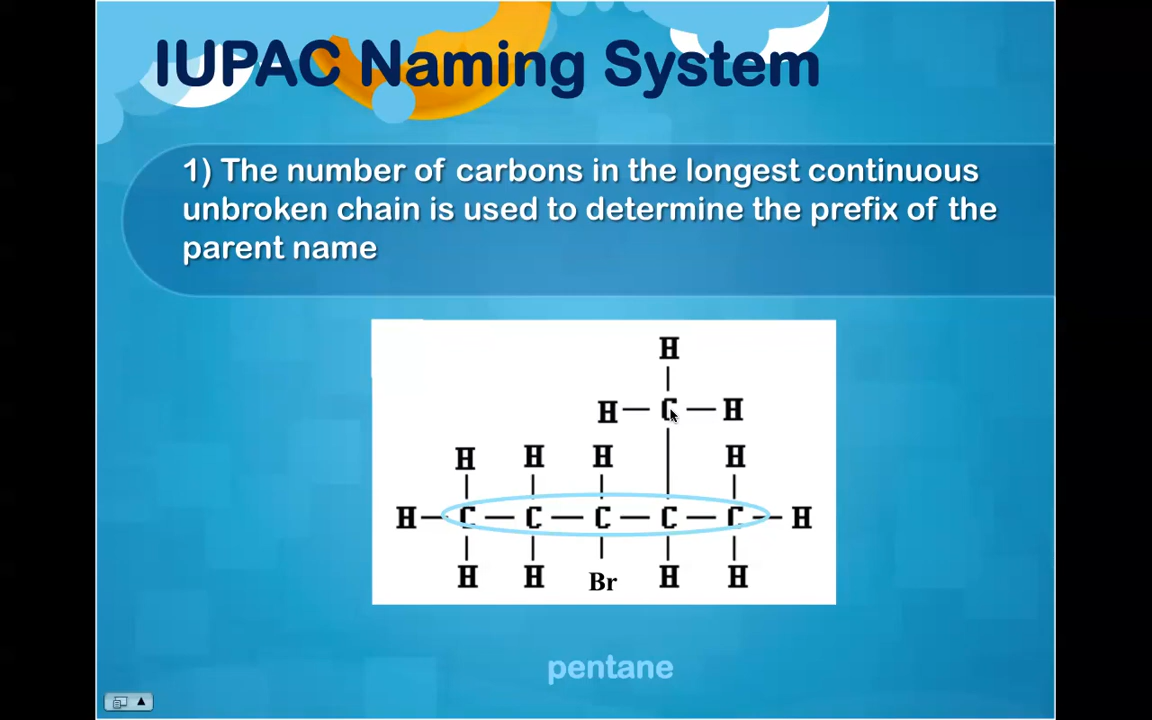 IUPAC Naming System
1) The number of carbons in the longest continuous
unbroken chain is used to determine the prefix of the
parent name
H
H — C — H
H H H H
H — C — C — C — C — C — H
H H Br H H
pentane